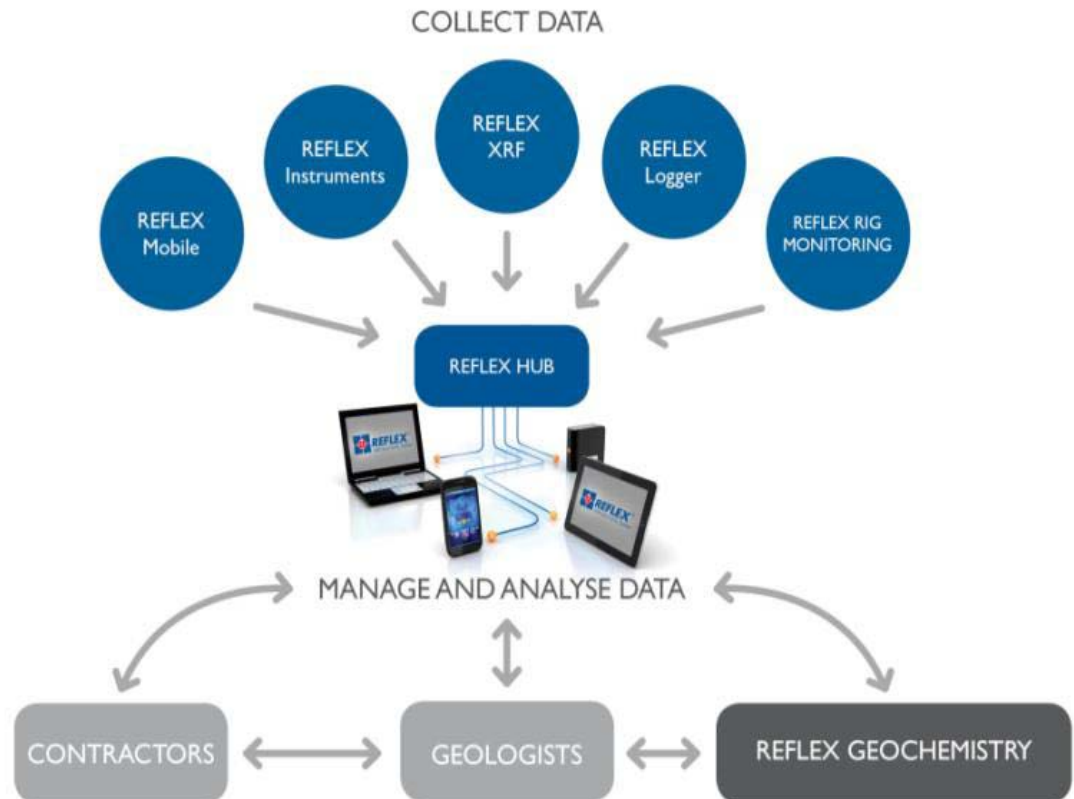 COLLECT DATA
REFLEX
XRF
REFLEX
Instruments
REFLEX
Logger
REFLEX
Mobile
REFLEX RIG
MONITORING
REFLEX HUB
REFLEX
REFLEX
MANAGE AND ANALYSE DATA
CONTRACTORS
GEOLOGISTS
REFLEX GEOCHEMISTRY